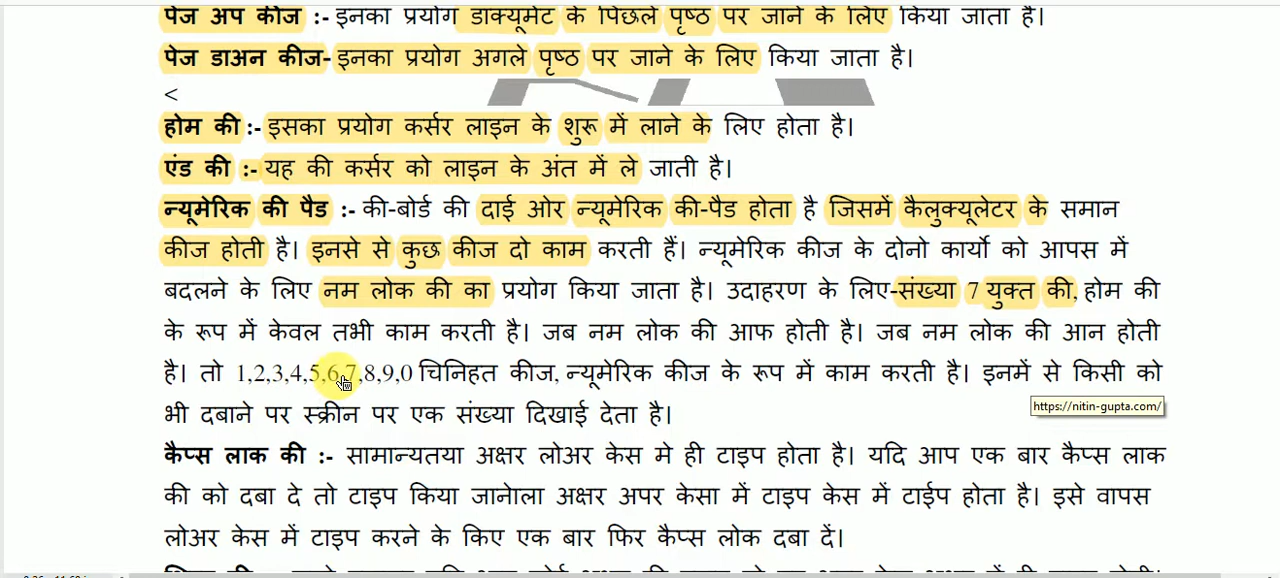 पेज अप कीज :- इनका प्रयोग डाक्यूमेंट के पिछले पृष्ठ पर जाने के लिए किया जाता है।
पेज डाअन कीज- इनका प्रयोग अगले पृष्ठ पर जाने के लिए किया जाता है।
<
होम की :- इसका प्रयोग कर्सर लाइन के शुरू में लाने के लिए होता है।
एंड की :- यह की कर्सर को लाइन के अंत में ले जाती है।
न्यूमेरिक की पैड :- की-बोर्ड की दाई ओर न्यूमेरिक की-पैड होता है जिसमें कैलुक्यूलेटर के समान
कीज होती है। इनसे से कुछ कीज दो काम करती हैं। न्यूमेरिक कीज के दोनो कार्यो को आपस में
बदलने के लिए नम लोक की का प्रयोग किया जाता है। उदाहरण के लिए-संख्या 7 युक्त की, होम की
के रूप में केवल तभी काम करती है। जब नम लोक की आफ होती है। जब नम लोक की आन होती
है। तो 1,2,3,4,5,6,7,8,9,0 चिनिहत कीज, न्यूमेरिक कीज के रूप में काम करती है। इनमें से किसी को
https://nitin-gupta.com/
भी दबाने पर स्क्रीन पर एक संख्या दिखाई देता है।
कैप्स लाक की :- सामान्यतया अक्षर लोअर केस मे ही टाइप होता है। यदि आप एक बार कैप्स लाक
की को दबा दे तो टाइप किया जानेाला अक्षर अपर केसा में टाइप केस में टाईप होता है। इसे वापस
लोअर केस में टाइप करने के किए एक बार फिर कैप्स लोक दबा दें।